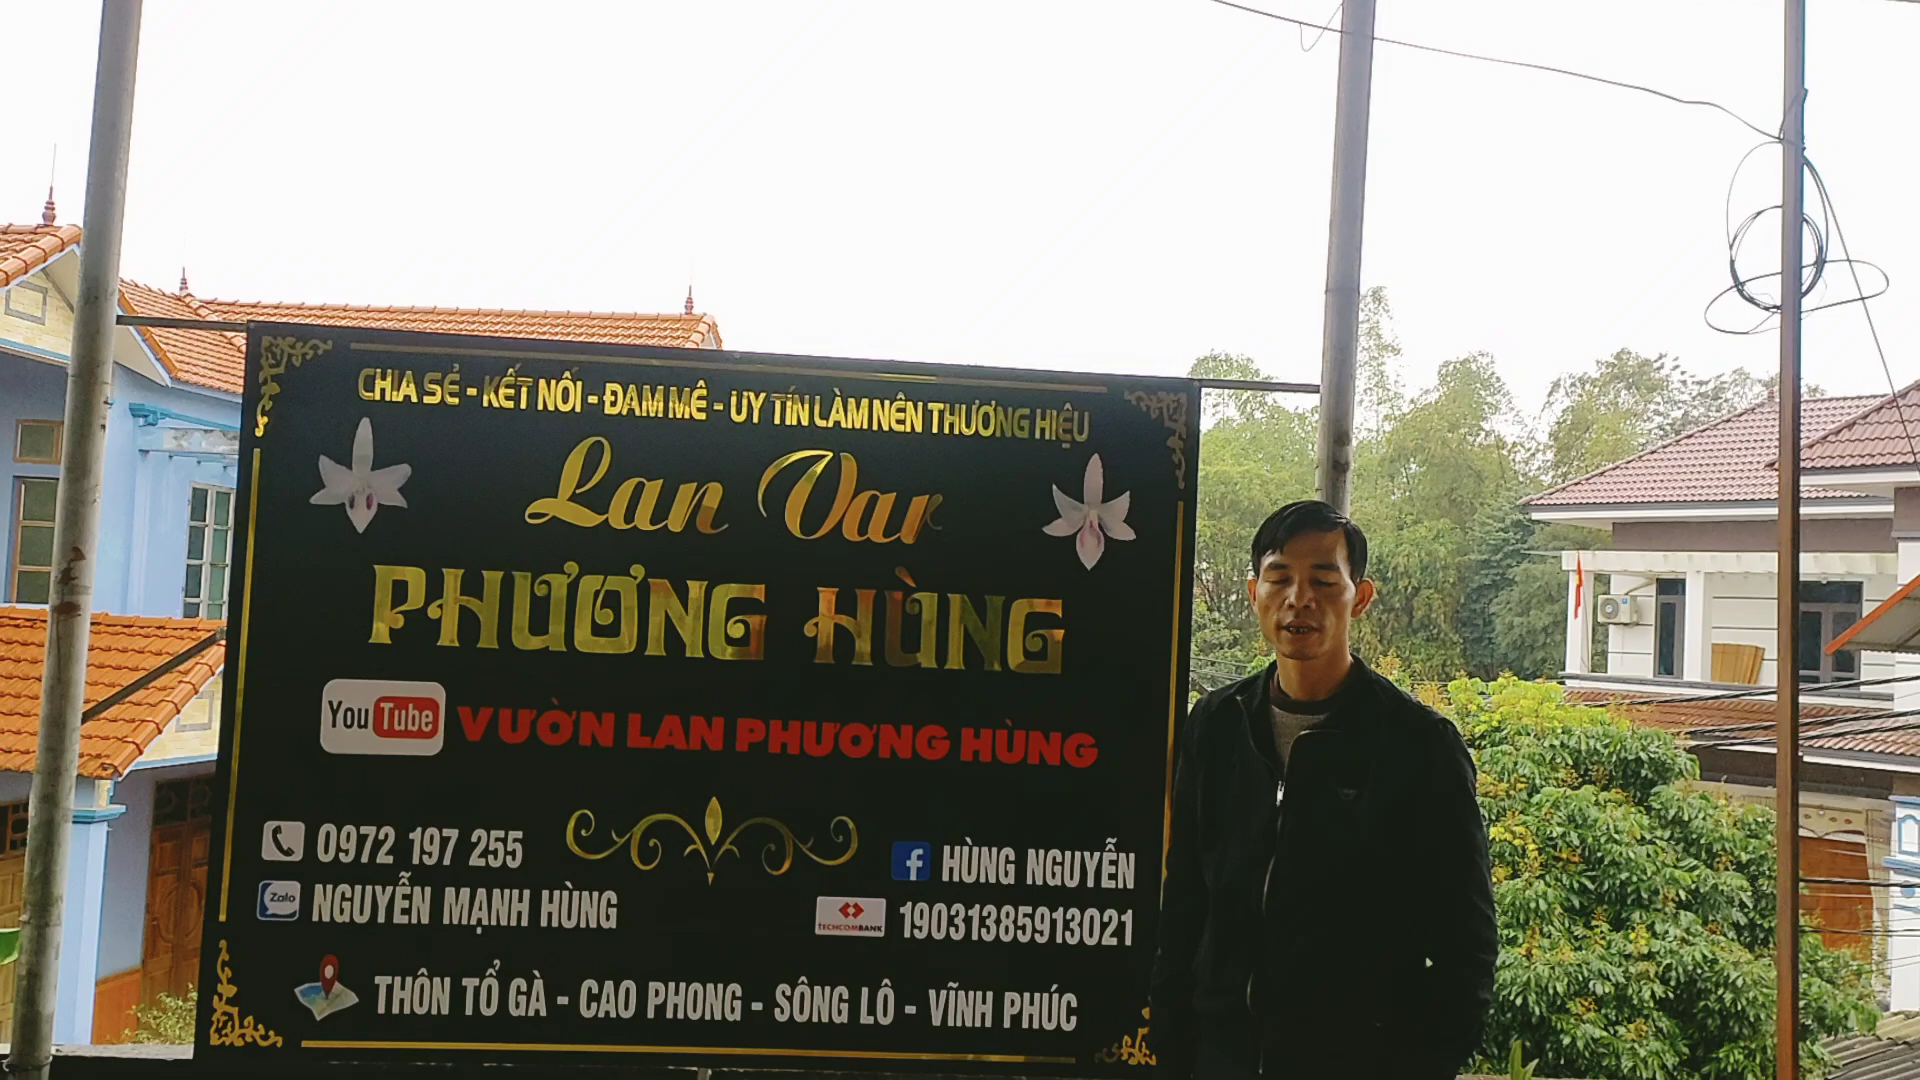 CHIA SẺ - KẾT NỐI - ĐAM MÊ - UY TÍN LÀM NÊN THƯƠNG HIỆU
Lan Var
PHƯƠNG HÙNG
YouTube VƯỜN LAN PHƯƠNG HÙNG
0972 197 255
Zalo NGUYỄN MẠNH HÙNG
f HÙNG NGUYỄN
TECHCOMBANK 19031385913021
THÔN TỔ GÀ - CAO PHONG - SÔNG LÔ - VĨNH PHÚC